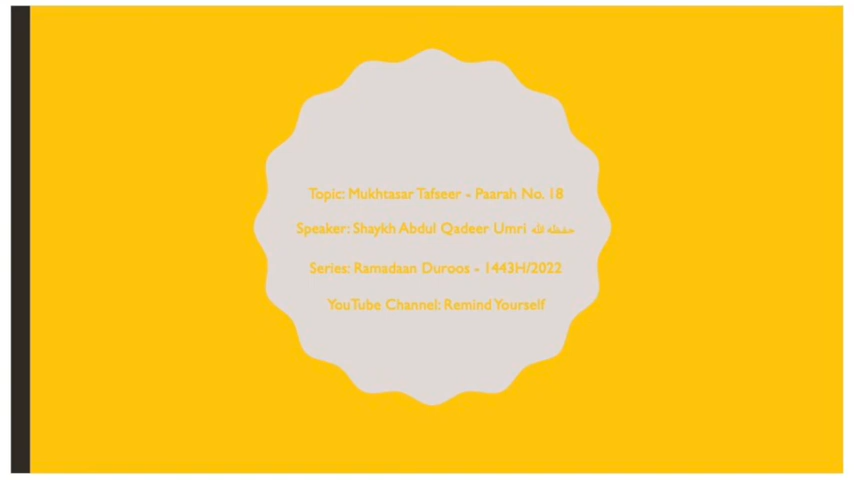 Topic: Mukhtasar Tafseer - Paarah No. 18
Speaker: Shaykh Abdul Qadeer Umri حفظه لله
Series: Ramadaan Duroos - 1443H/2022
YouTube Channel: Remind Yourself